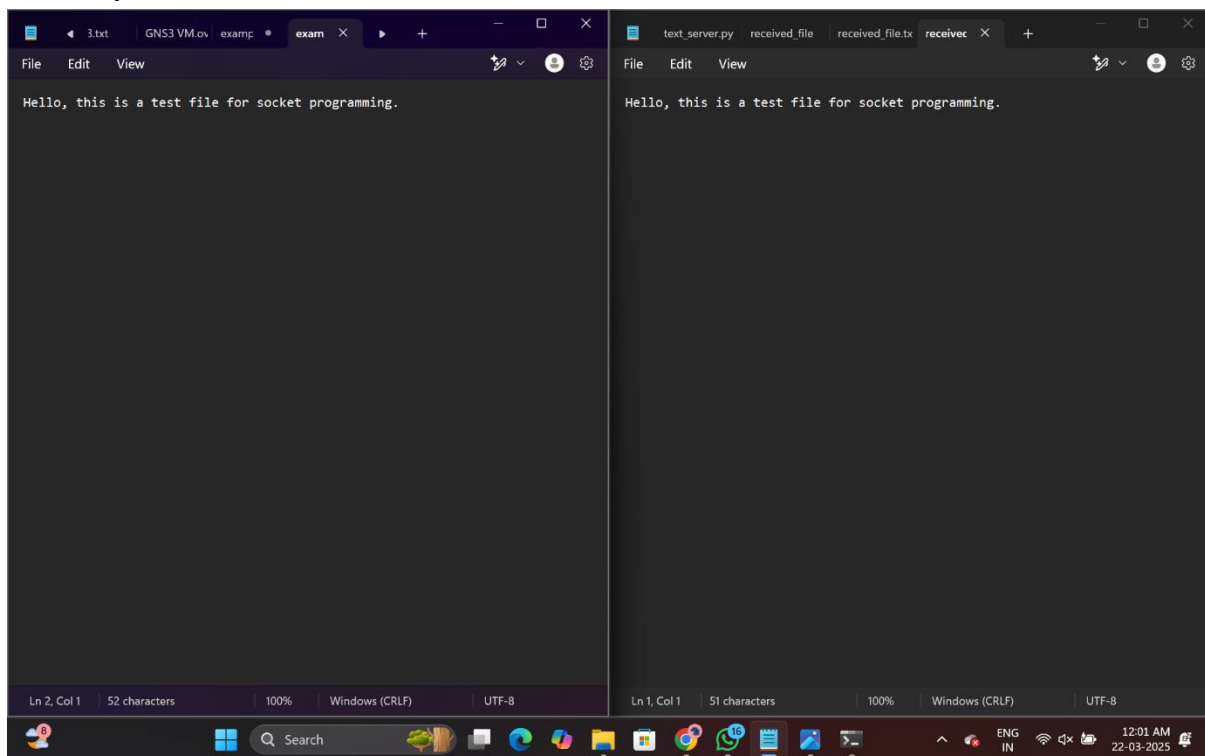 3.txt GNS3 VM.ov examp exam
File Edit View
Hello, this is a test file for socket programming.
Ln 2, Col 1 52 characters 100% Windows (CRLF) UTF-8
text_server.py received_file received_file.tx receivec
File Edit View
Hello, this is a test file for socket programming.
Ln 1, Col 1 51 characters 100% Windows (CRLF) UTF-8
8 Search 16 ENG 12:01 AM
IN 22-03-2025